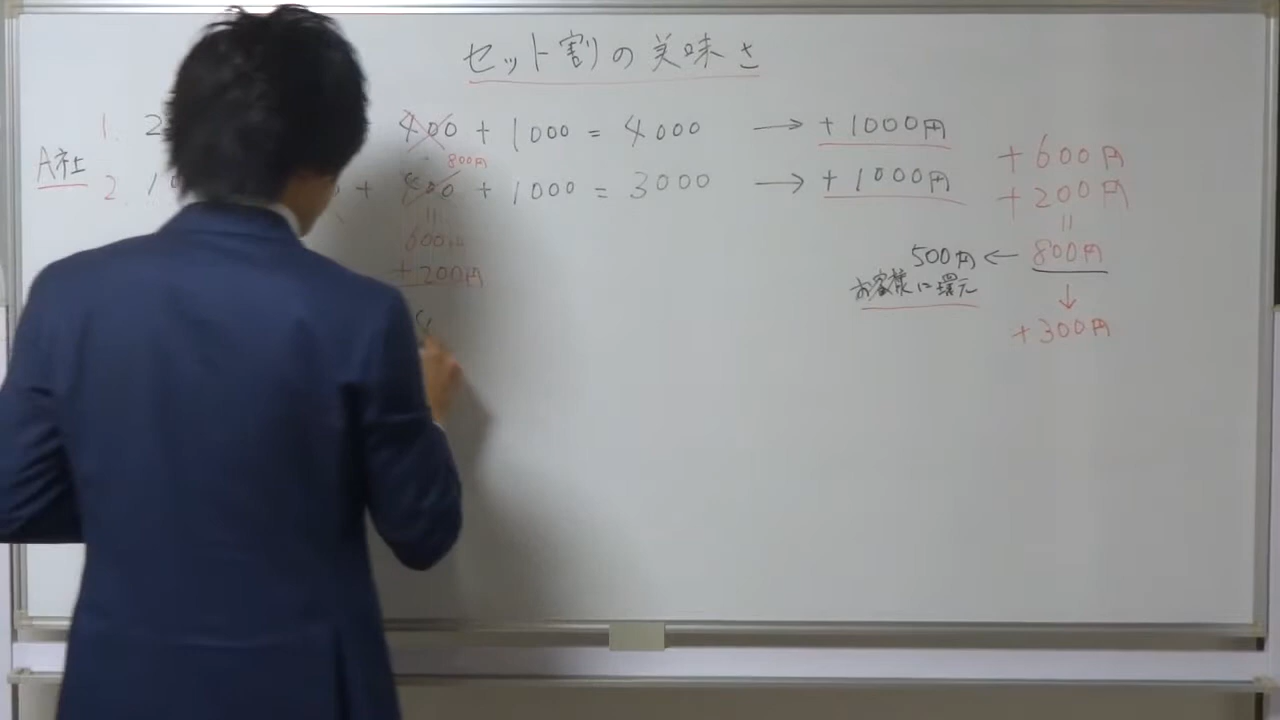 セット割の美味さ
A社
1. 2 400 + 1000 = 4000 → +1000円
800円
2. 1 + 400 + 1000 = 3000 → +1000円
||
600円
+200円
+600円
+200円
||
500円 ← 800円
お客様に還元
↓
+300円